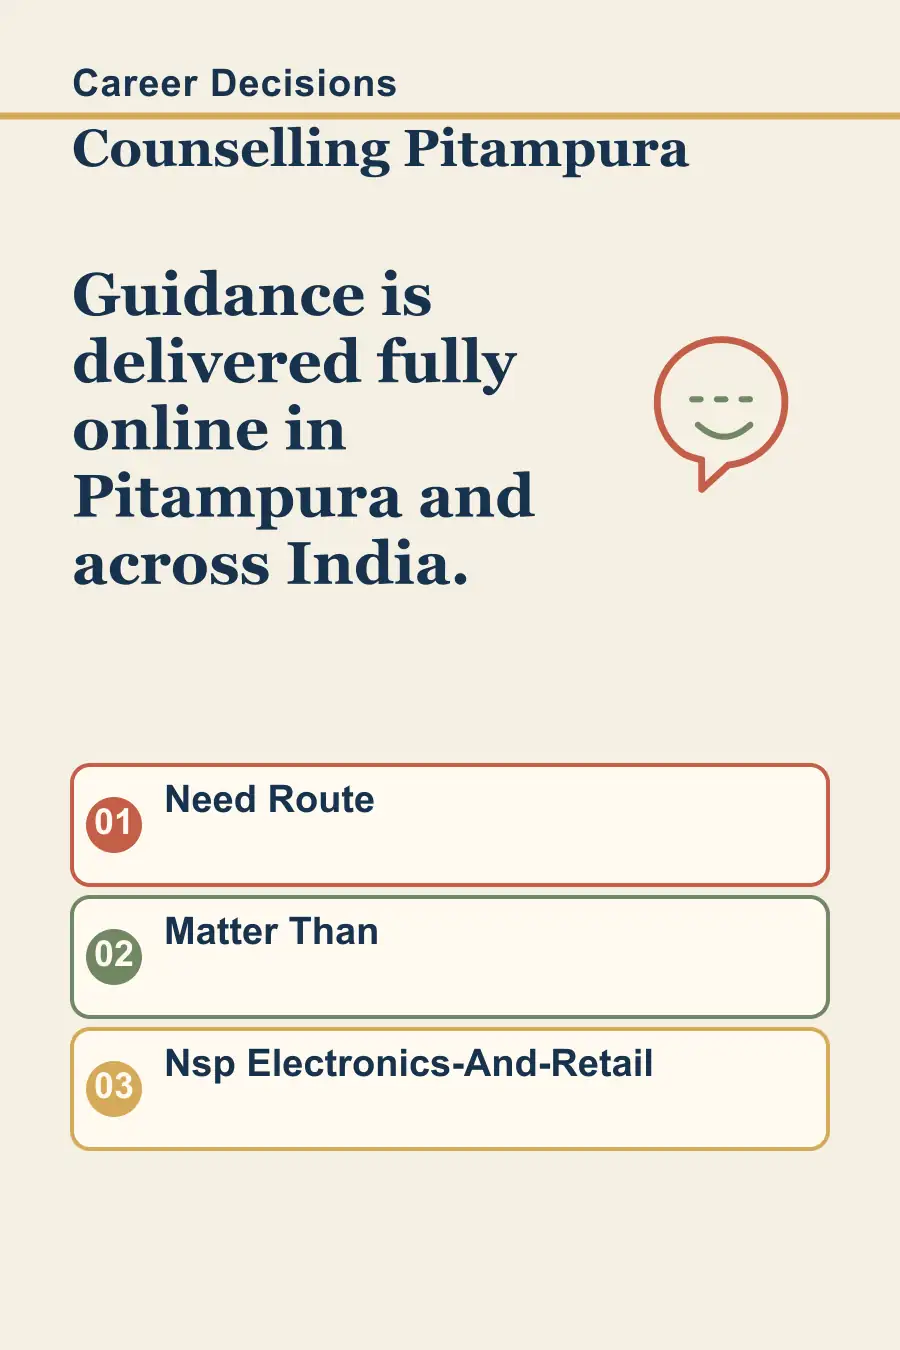 Career Decisions
Counselling Pitampura
Guidance is
delivered fully
online in
Pitampura and
across India.
01
Need Route
02
Matter Than
03
Nsp Electronics-And-Retail